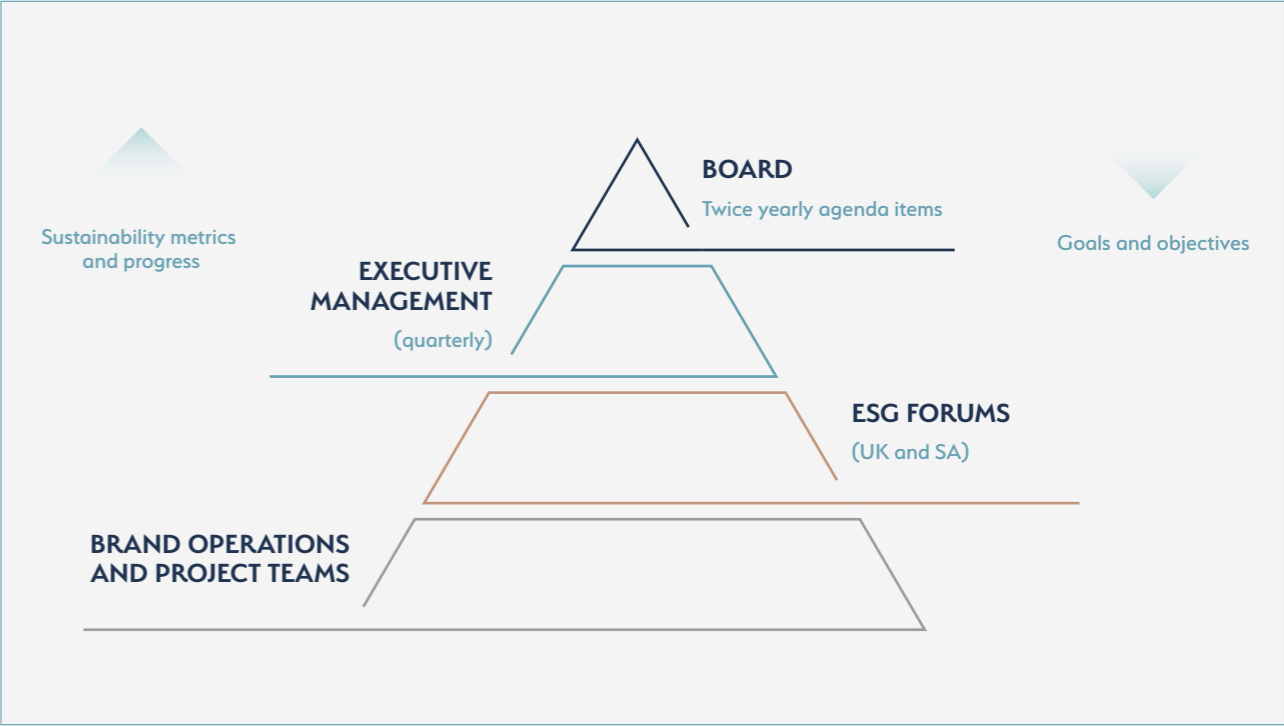 BOARD
Twice yearly agenda items
Sustainability metrics
and progress
Goals and objectives
EXECUTIVE
MANAGEMENT
(quarterly)
ESG FORUMS
(UK and SA)
BRAND OPERATIONS
AND PROJECT TEAMS